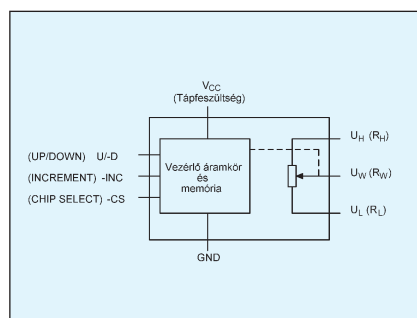 VCC
(Tápfeszültség)
(UP/DOWN) U/-D
(INCREMENT) -INC
(CHIP SELECT) -CS
Vezérlő áramkör
és
memória
UH (RH)
UW (RW)
UL (RL)
GND